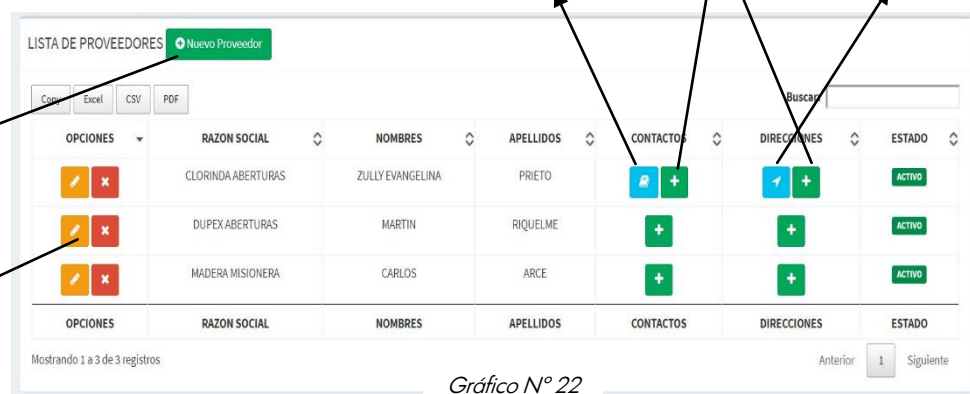 LISTA DE PROVEEDORES Nuevo Proveedor
Copy Excel CSV PDF Buscar:
OPCIONES RAZON SOCIAL NOMBRES APELLIDOS CONTACTOS DIRECCIONES ESTADO
CLORINDA ABERTURAS ZULLY EVANGELINA PRIETO ACTIVO
DUPEX ABERTURAS MARTIN RIQUELME ACTIVO
MADERA MISIONERA CARLOS ARCE ACTIVO
OPCIONES RAZON SOCIAL NOMBRES APELLIDOS CONTACTOS DIRECCIONES ESTADO
Mostrando 1 a 3 de 3 registros Anterior 1 Siguiente
Gráfico N° 22